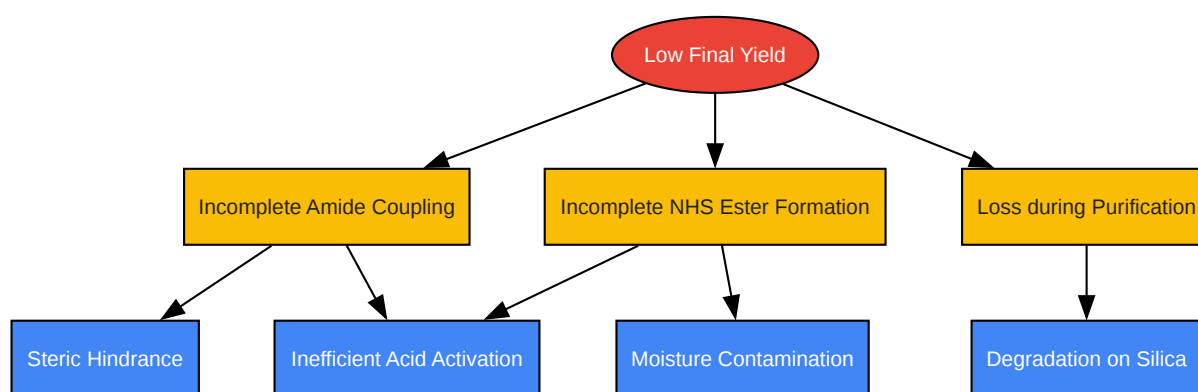 Low Final Yield
Incomplete Amide Coupling
Incomplete NHS Ester Formation
Loss during Purification
Steric Hindrance
Inefficient Acid Activation
Moisture Contamination
Degradation on Silica